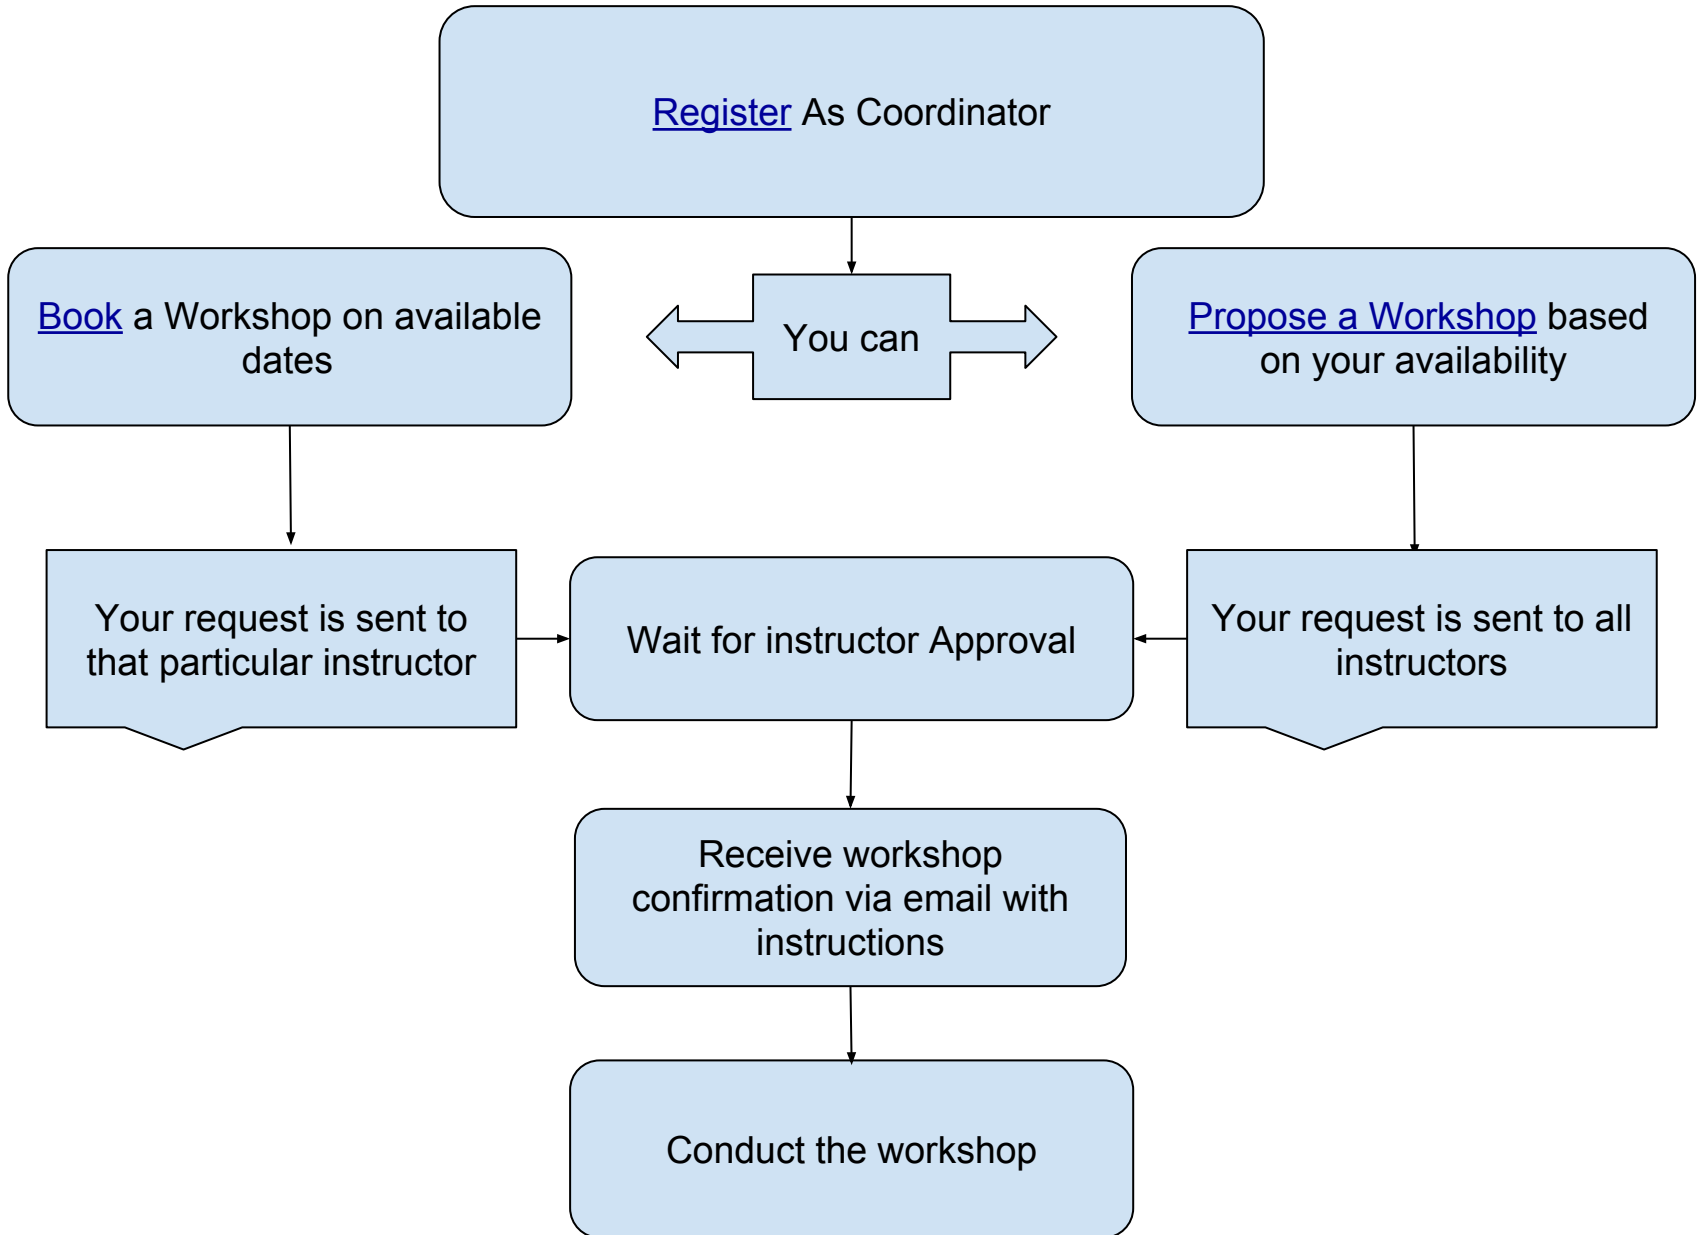 Register As Coordinator
Book a Workshop on available
dates
You can
Propose a Workshop based
on your availability
Your request is sent to
that particular instructor
Wait for instructor Approval
Your request is sent to all
instructors
Receive workshop
confirmation via email with
instructions
Conduct the workshop